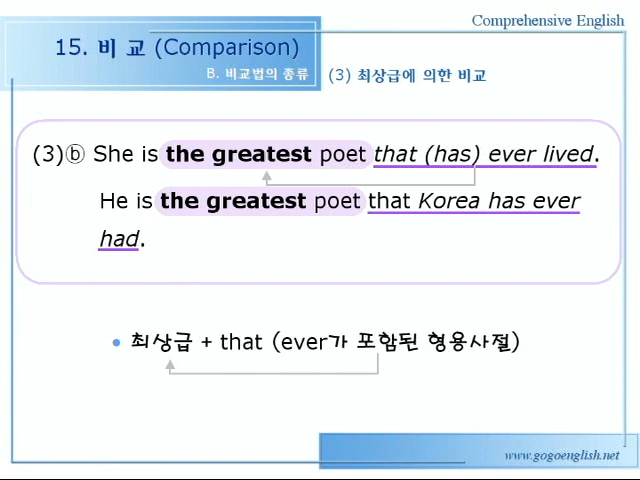 Comprehensive English
15. 비 교 (Comparison)
B. 비교법의 종류
(3) 최상급에 의한 비교
(3)ⓑ She is the greatest poet that (has) ever lived.
He is the greatest poet that Korea has ever
had.
• 최상급 + that (ever가 포함된 형용사절)
www.gogoenglish.net